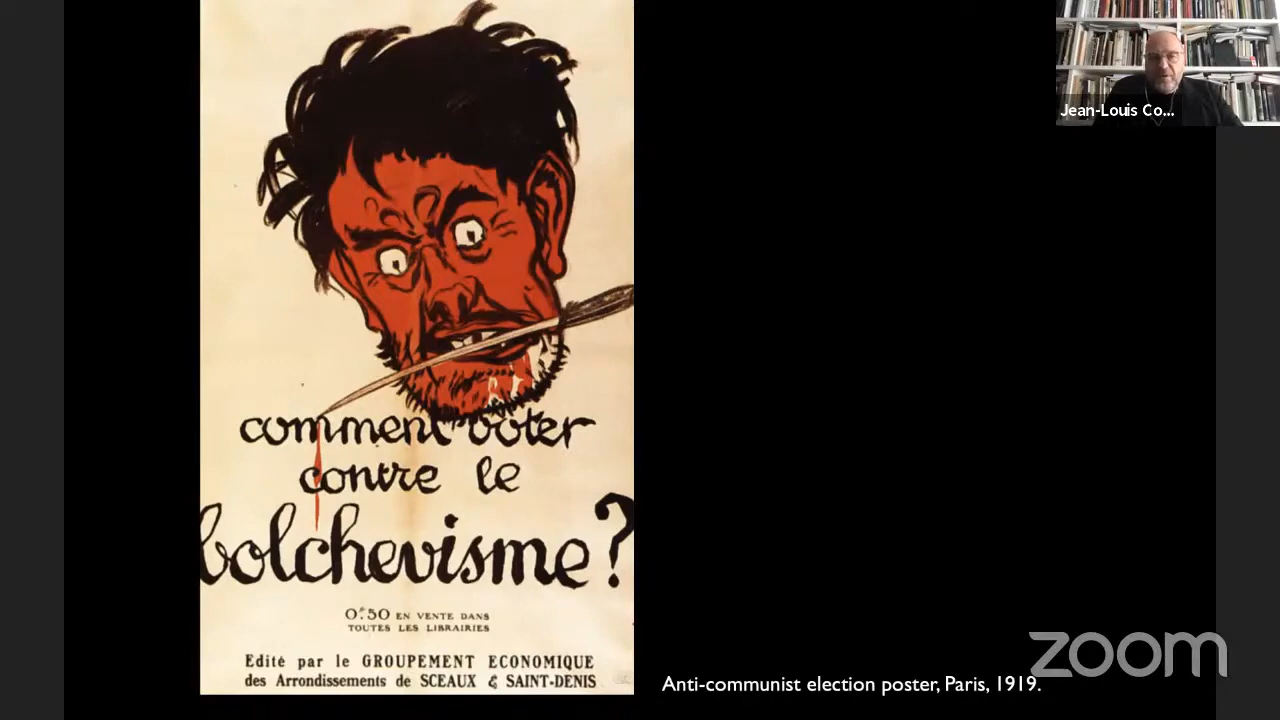 Jean-Louis Co...
comment voter
contre le
bolchevisme?
0fr50 EN VENTE DANS
TOUTES LES LIBRAIRIES
Edité par le GROUPEMENT ECONOMIQUE
des Arrondissements de SCEAUX & SAINT-DENIS
Anti-communist election poster, Paris, 1919.
zoom